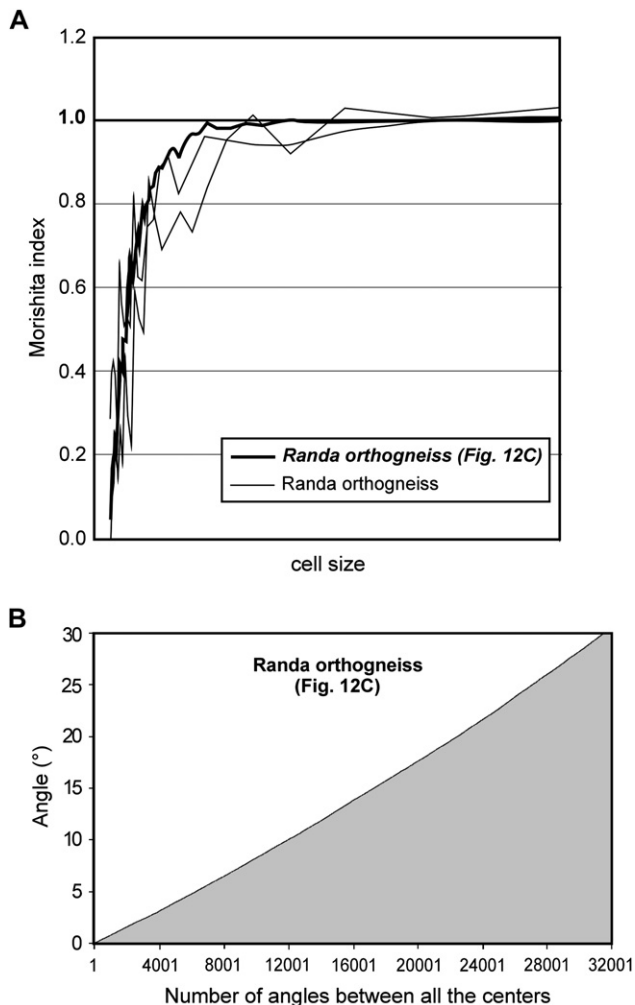 A
1.2
1.0
0.8
0.6
0.4
0.2
0.0
Morishita index
Randa orthogneiss (Fig. 12C)
Randa orthogneiss
cell size
B
30
25
20
15
10
5
0
Angle (°)
Randa orthogneiss
(Fig. 12C)
1 4001 8001 12001 16001 20001 24001 28001 32001
Number of angles between all the centers